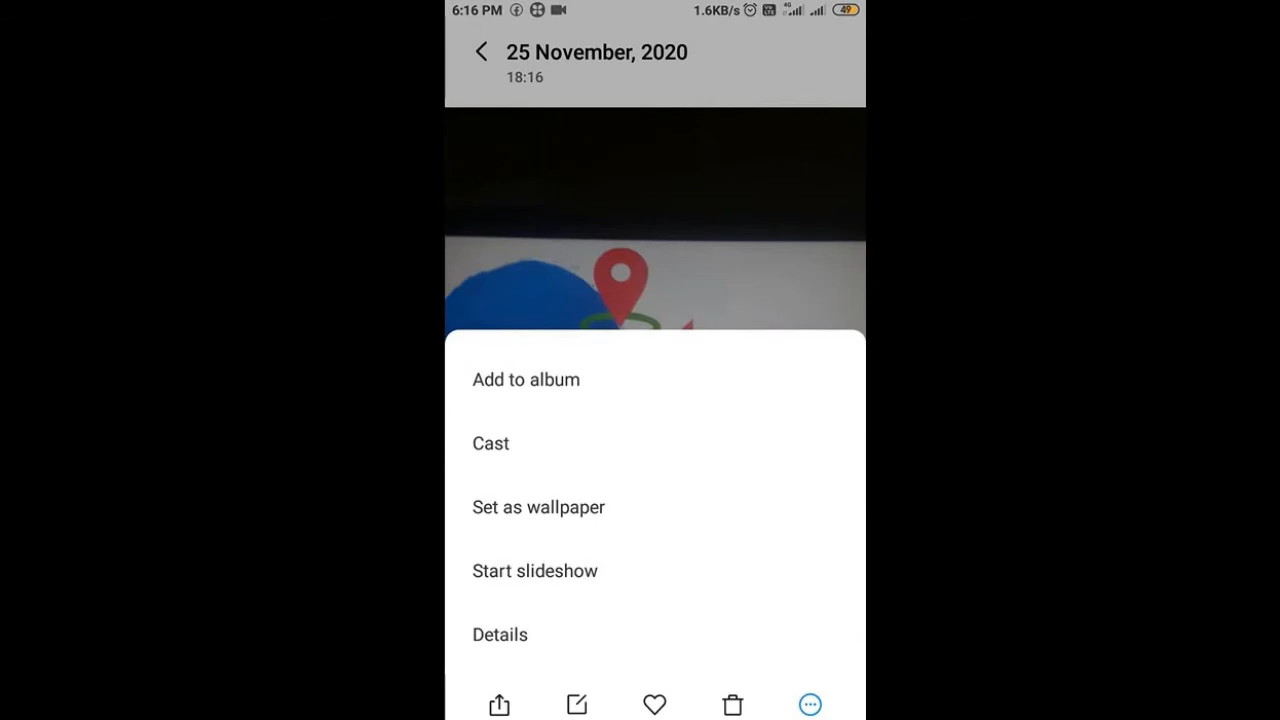 6:16 PM 1.6KB/s 4G 49
25 November, 2020
18:16
Add to album
Cast
Set as wallpaper
Start slideshow
Details